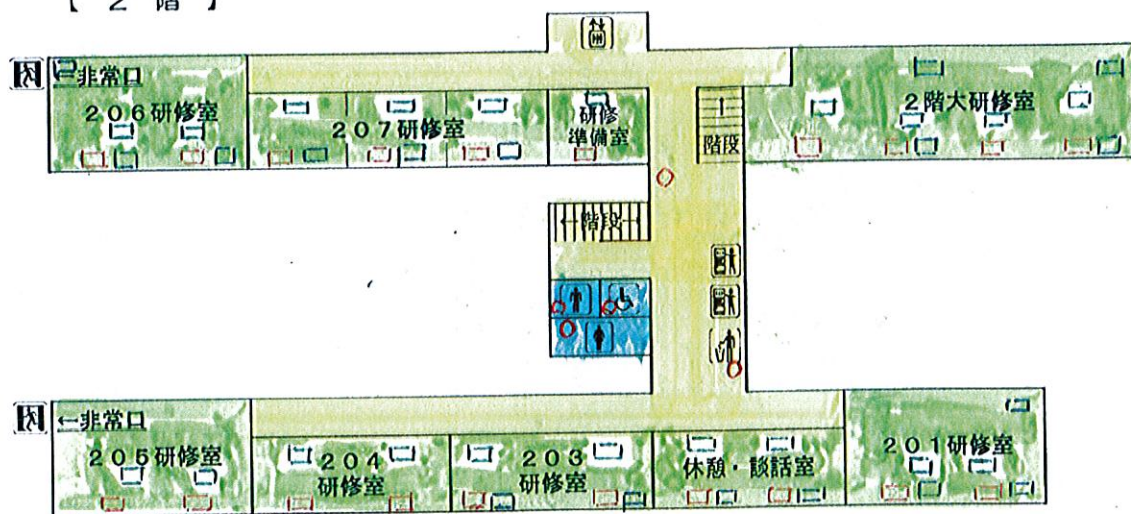 【 2 階 】
←非常口
206研修室
207研修室
研修
準備室
階段
2階大研修室
←階段→
←非常口
205研修室
204
研修室
203
研修室
休憩・談話室
201研修室